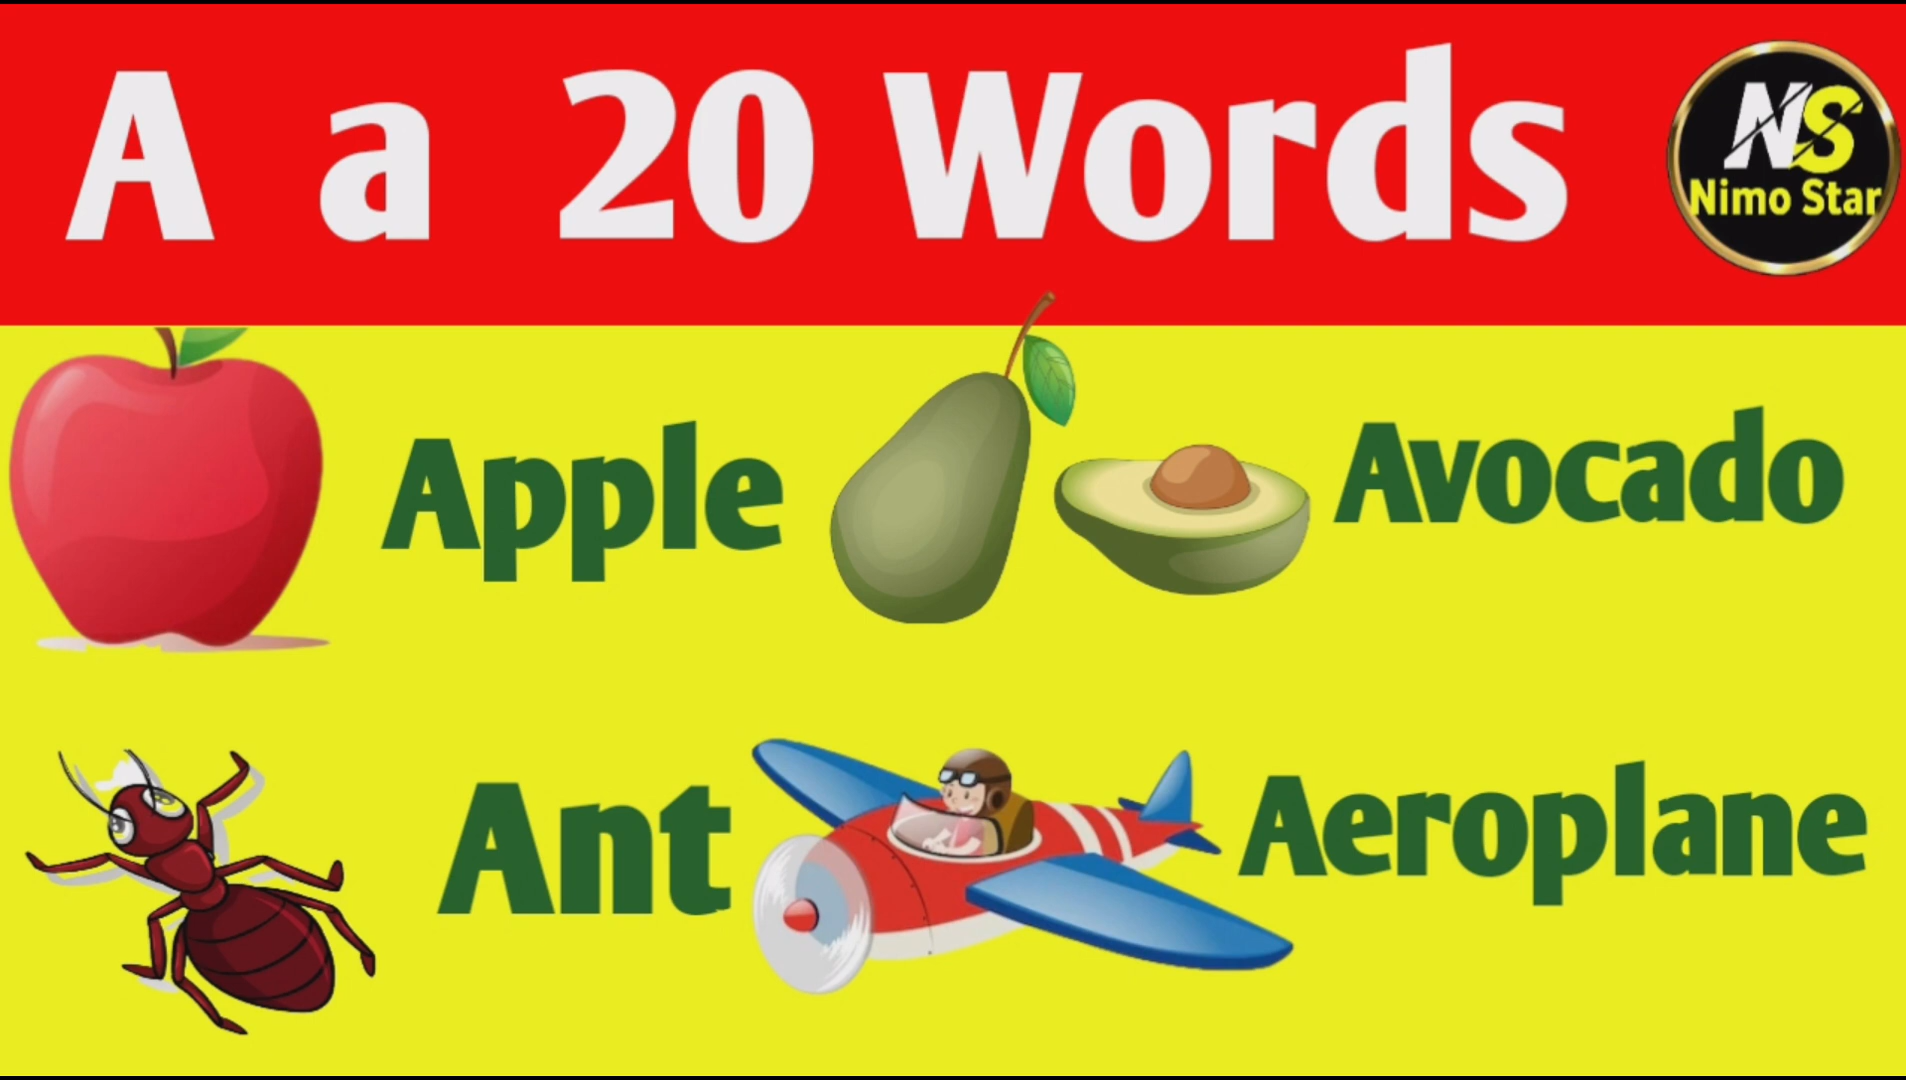 A a 20 Words
NS
Nimo Star
Apple
Avocado
Ant
Aeroplane